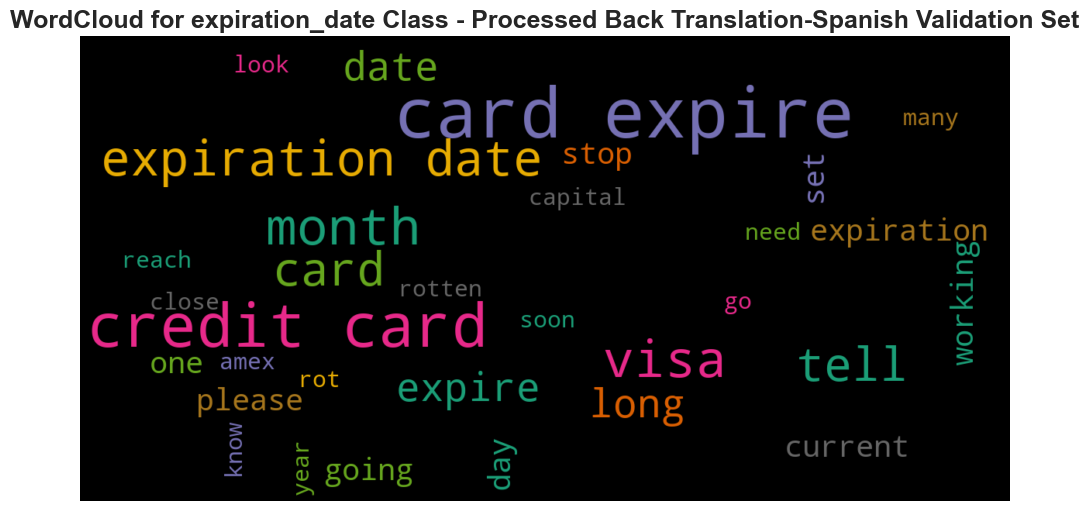 WordCloud for expiration_date Class - Processed Back Translation-Spanish Validation Set
look
date
card expire
many
expiration date
stop
set
capital
month
need
expiration
reach
card
working
close
rotten
go
credit card
soon
visa
tell
one
amex
rot
expire
please
long
know
year
going
day
current